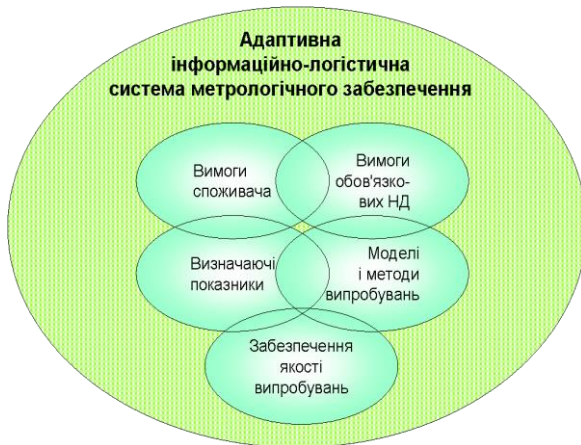 Адаптивна
інформаційно-логістична
система метрологічного забезпечення
Вимоги
споживача
Вимоги
обов'язко-
вих НД
Визначаючі
показники
Моделі
і методи
випробувань
Забезпечення
якості
випробувань